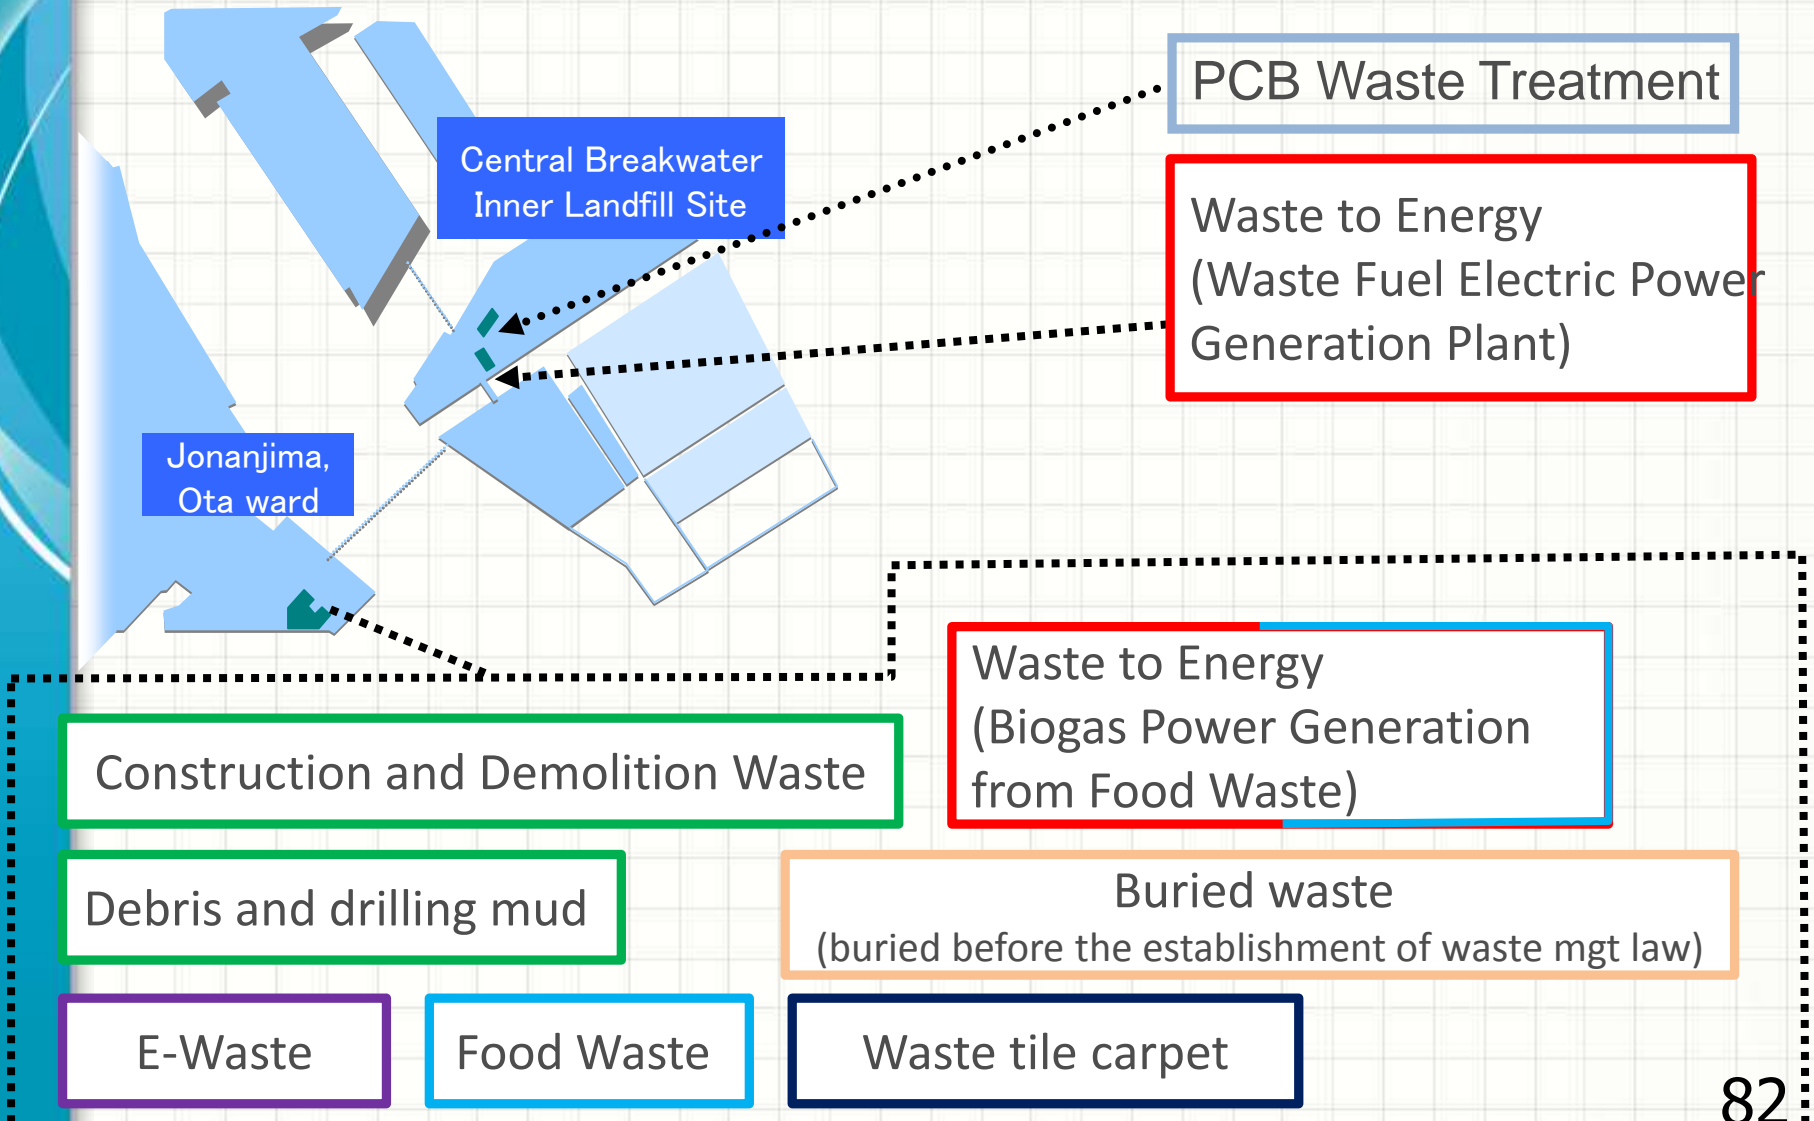 PCB Waste Treatment
Central Breakwater
Inner Landfill Site
Waste to Energy
(Waste Fuel Electric Power
Generation Plant)
Jonanjima,
Ota ward
Waste to Energy
(Biogas Power Generation
from Food Waste)
Construction and Demolition Waste
Debris and drilling mud
Buried waste
(buried before the establishment of waste mgt law)
E-Waste
Food Waste
Waste tile carpet
82